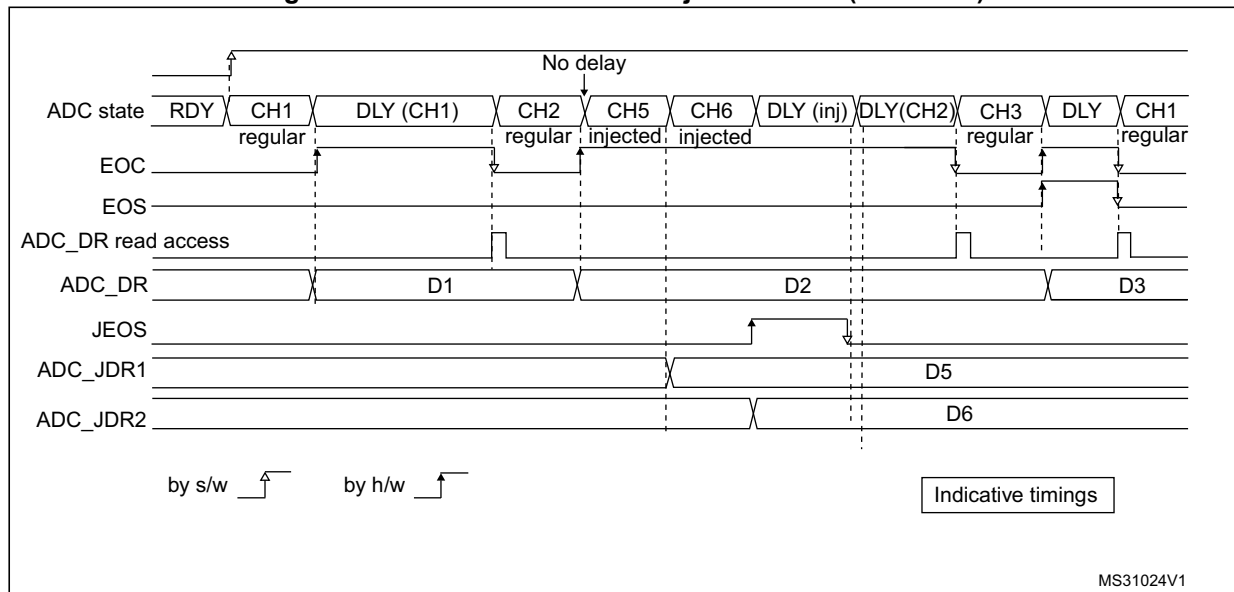 No delay
ADC state RDY CH1 DLY (CH1) CH2 CH5 CH6 DLY (inj) DLY(CH2) CH3 DLY CH1
regular regular injected injected regular regular
EOC
EOS
ADC_DR read access
ADC_DR D1 D2 D3
JEOS
ADC_JDR1 D5
ADC_JDR2 D6
by s/w by h/w Indicative timings
MS31024V1